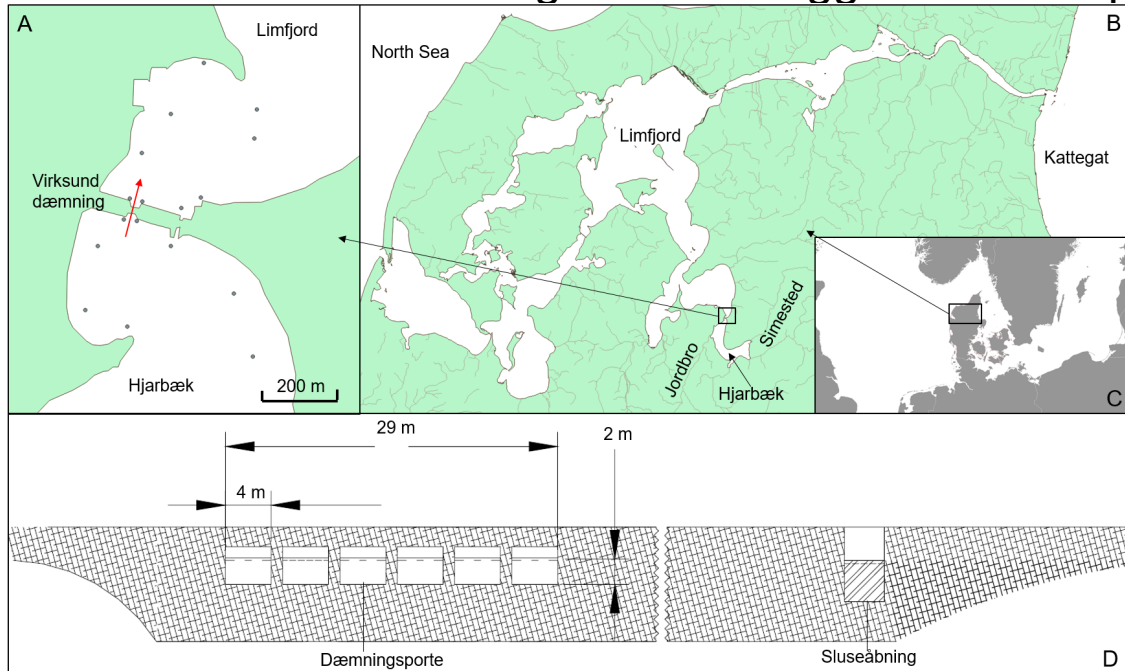 A
Limfjord
Virksund
dæmning
Hjarbæk
200 m
B
North Sea
Limfjord
Kattegat
Simested
Jordbro
Hjarbæk
C
29 m
2 m
4 m
Dæmningsporte
Sluseåbning
D